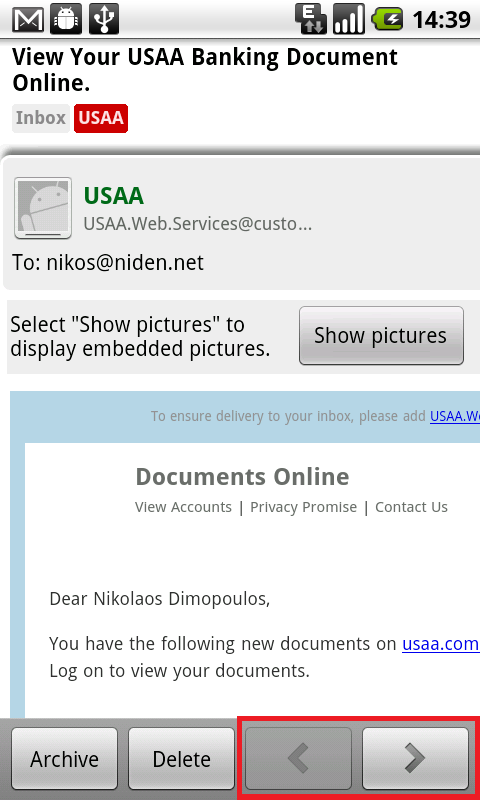 14:39
View Your USAA Banking Document
Online.
Inbox USAA
USAA
USAA.Web.Services@custo...
To: nikos@niden.net
Select "Show pictures" to
display embedded pictures.
Show pictures
To ensure delivery to your inbox, please add USAA.We
Documents Online
View Accounts | Privacy Promise | Contact Us
Dear Nikolaos Dimopoulos,
You have the following new documents on usaa.com
Log on to view your documents.
Archive Delete